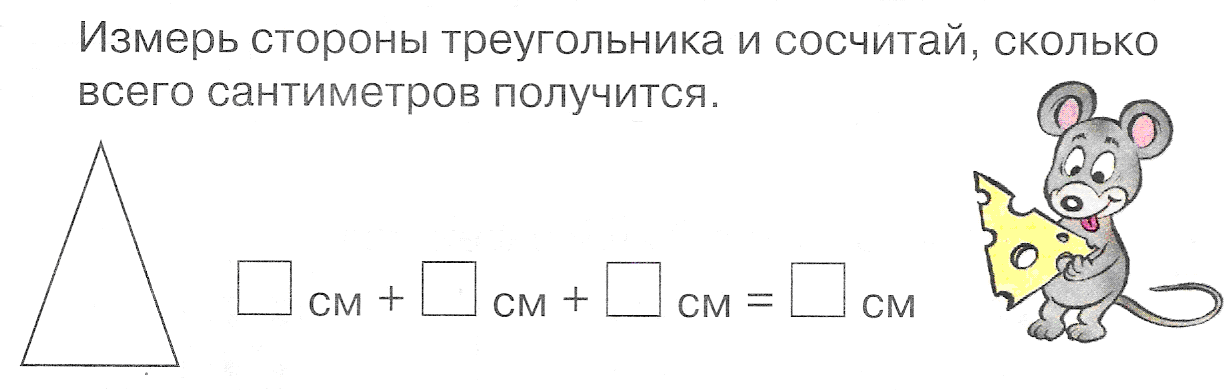 Измерь стороны треугольника и сосчитай, сколько
всего сантиметров получится.
□ см + □ см + □ см = □ см